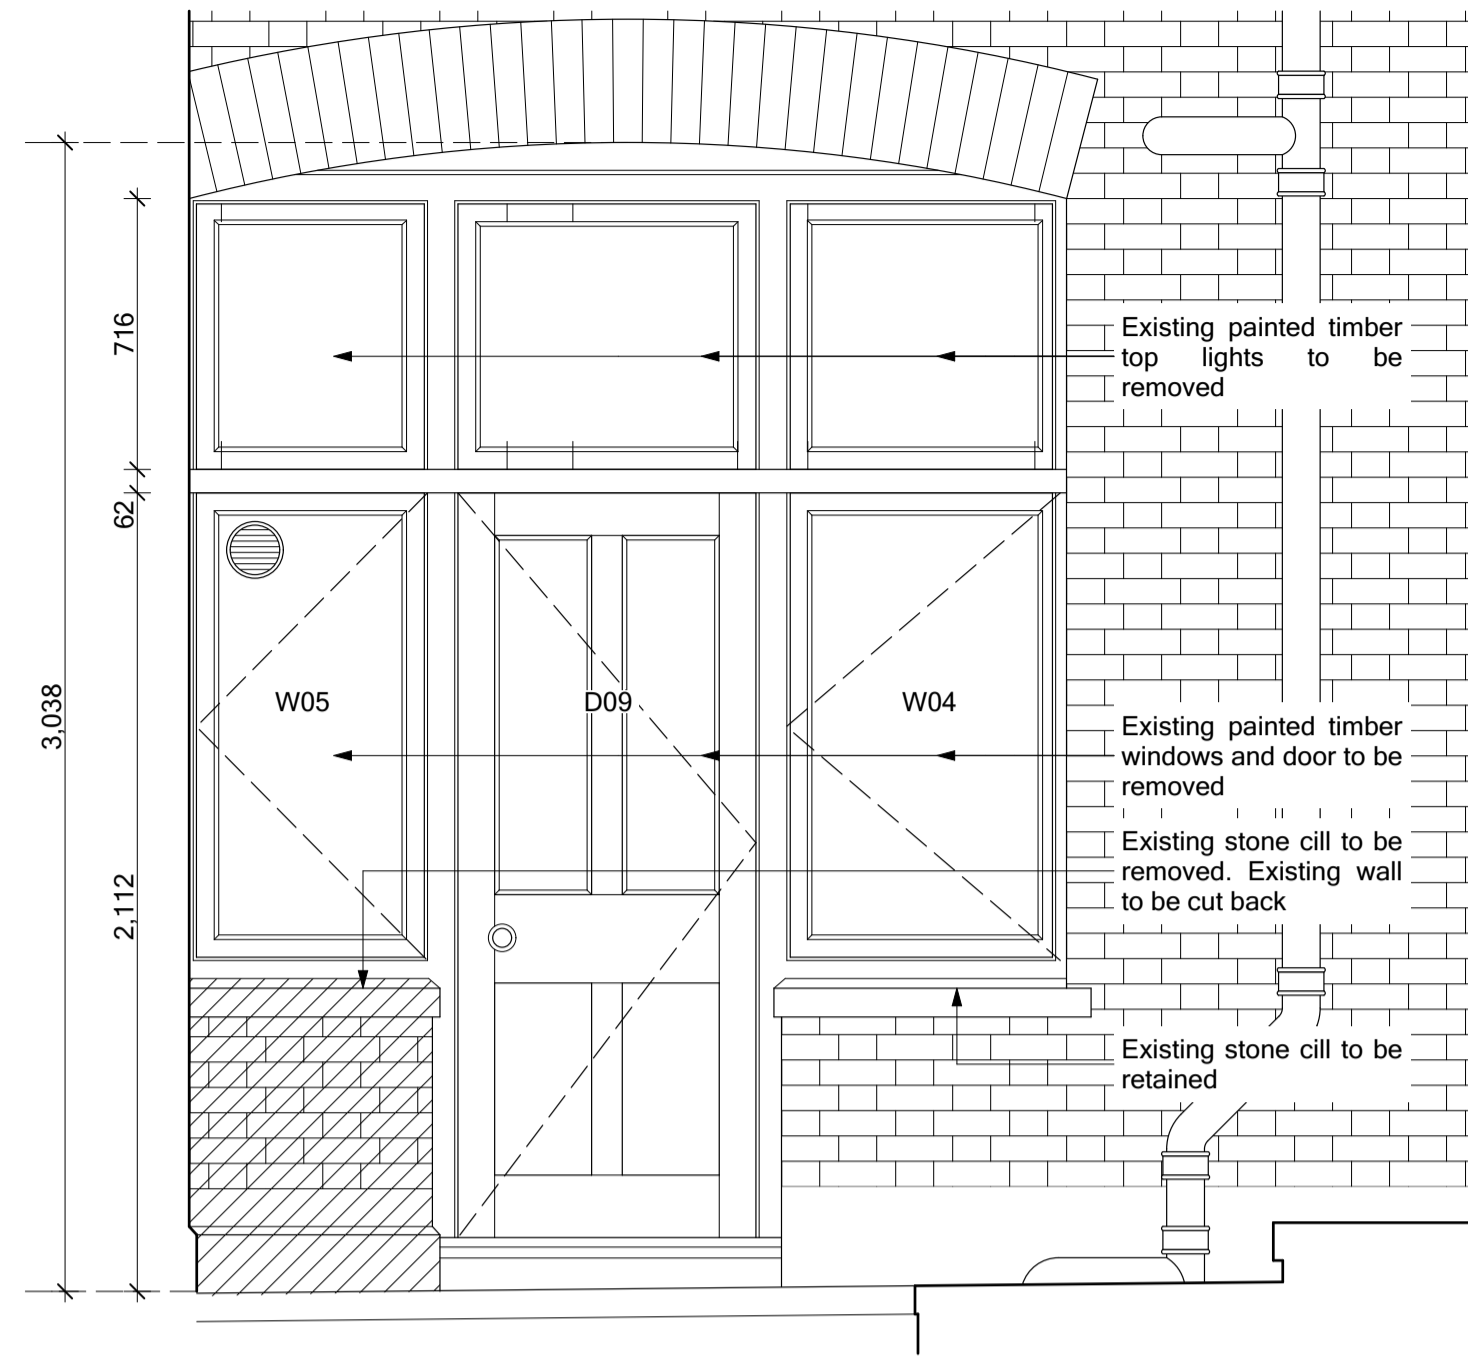 Existing painted timber
top lights to be
removed
716
62
3,038
W05
D09
W04
Existing painted timber
windows and door to be
removed
Existing stone cill to be
removed. Existing wall
to be cut back
2,112
Existing stone cill to be
retained